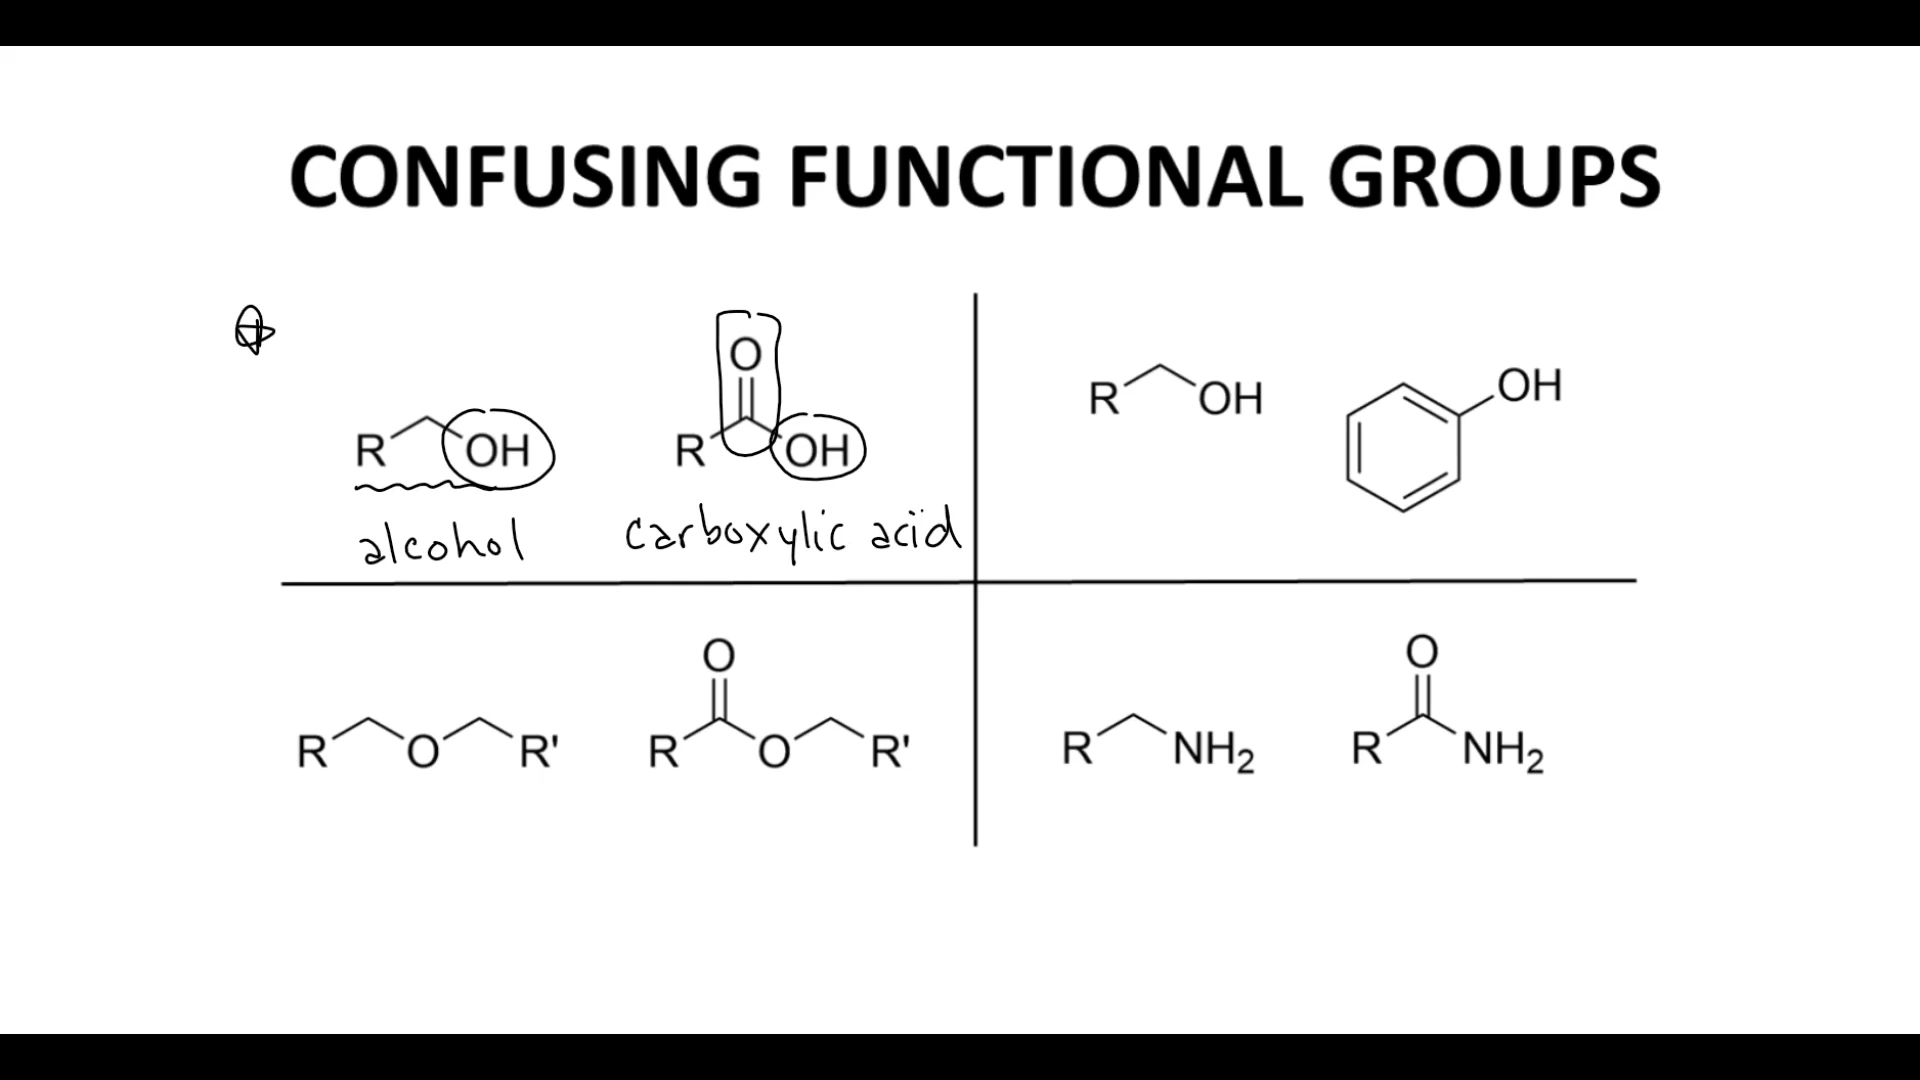 CONFUSING FUNCTIONAL GROUPS
R OH
O
R OH
alcohol
carboxylic acid
R OH
OH
R O R'
O
R O R'
R NH₂
O
R NH₂